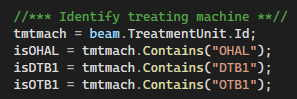 //*** Identify treating machine **//
tmtmach = beam.TreatmentUnit.Id;
isOHAL = tmtmach.Contains("OHAL");
isDTB1 = tmtmach.Contains("DTB1");
isOTB1 = tmtmach.Contains("OTB1");